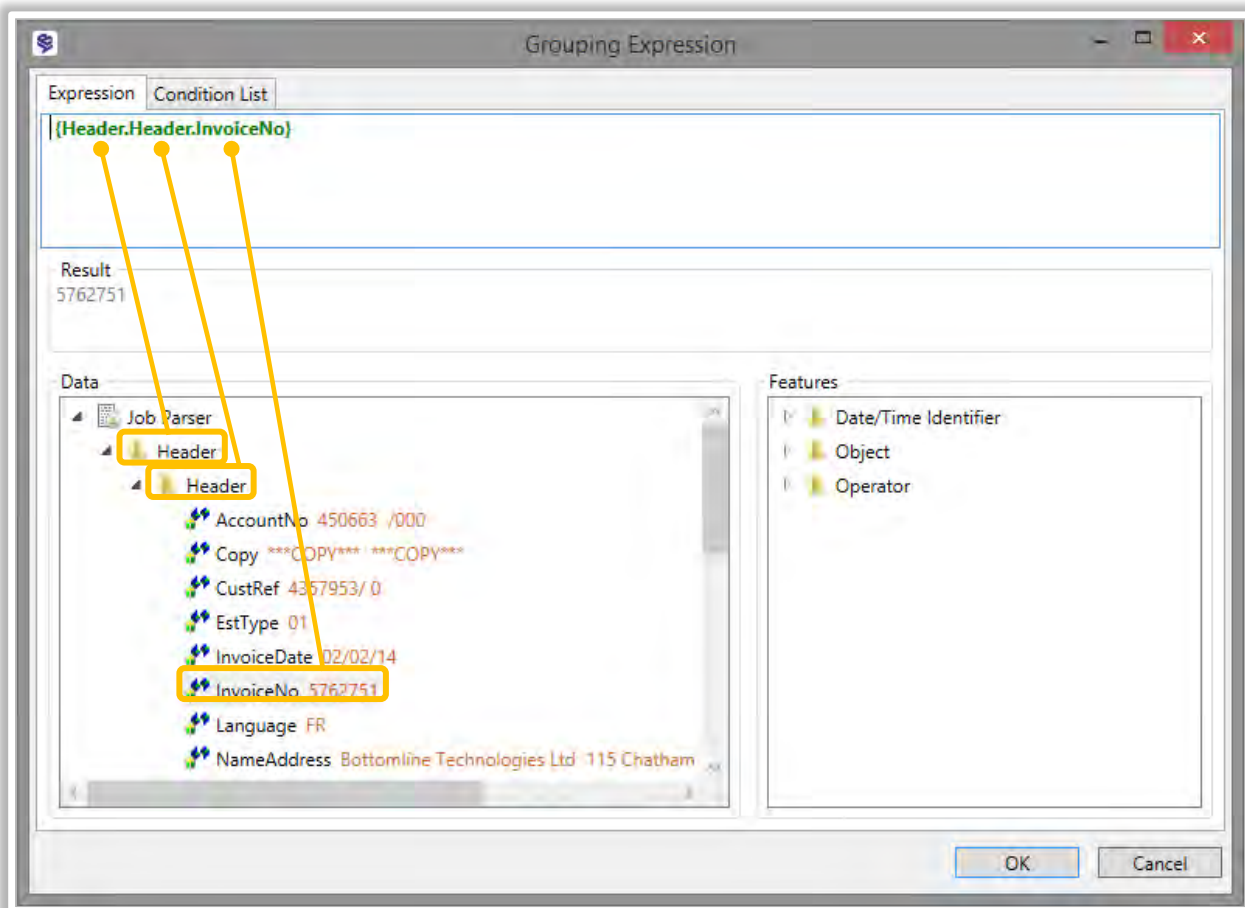 Grouping Expression
Expression Condition List
{Header.Header.InvoiceNo}
Result
5762751
Data
Features
Job Parser
Header
Header
AccountNo 450663 /000
Copy ***COPY*** ***COPY***
CustRef 4357953/ 0
EstType 01
InvoiceDate 02/02/14
InvoiceNo 5762751
Language FR
NameAddress Bottomline Technologies Ltd 115 Chatham
Date/Time Identifier
Object
Operator
OK Cancel